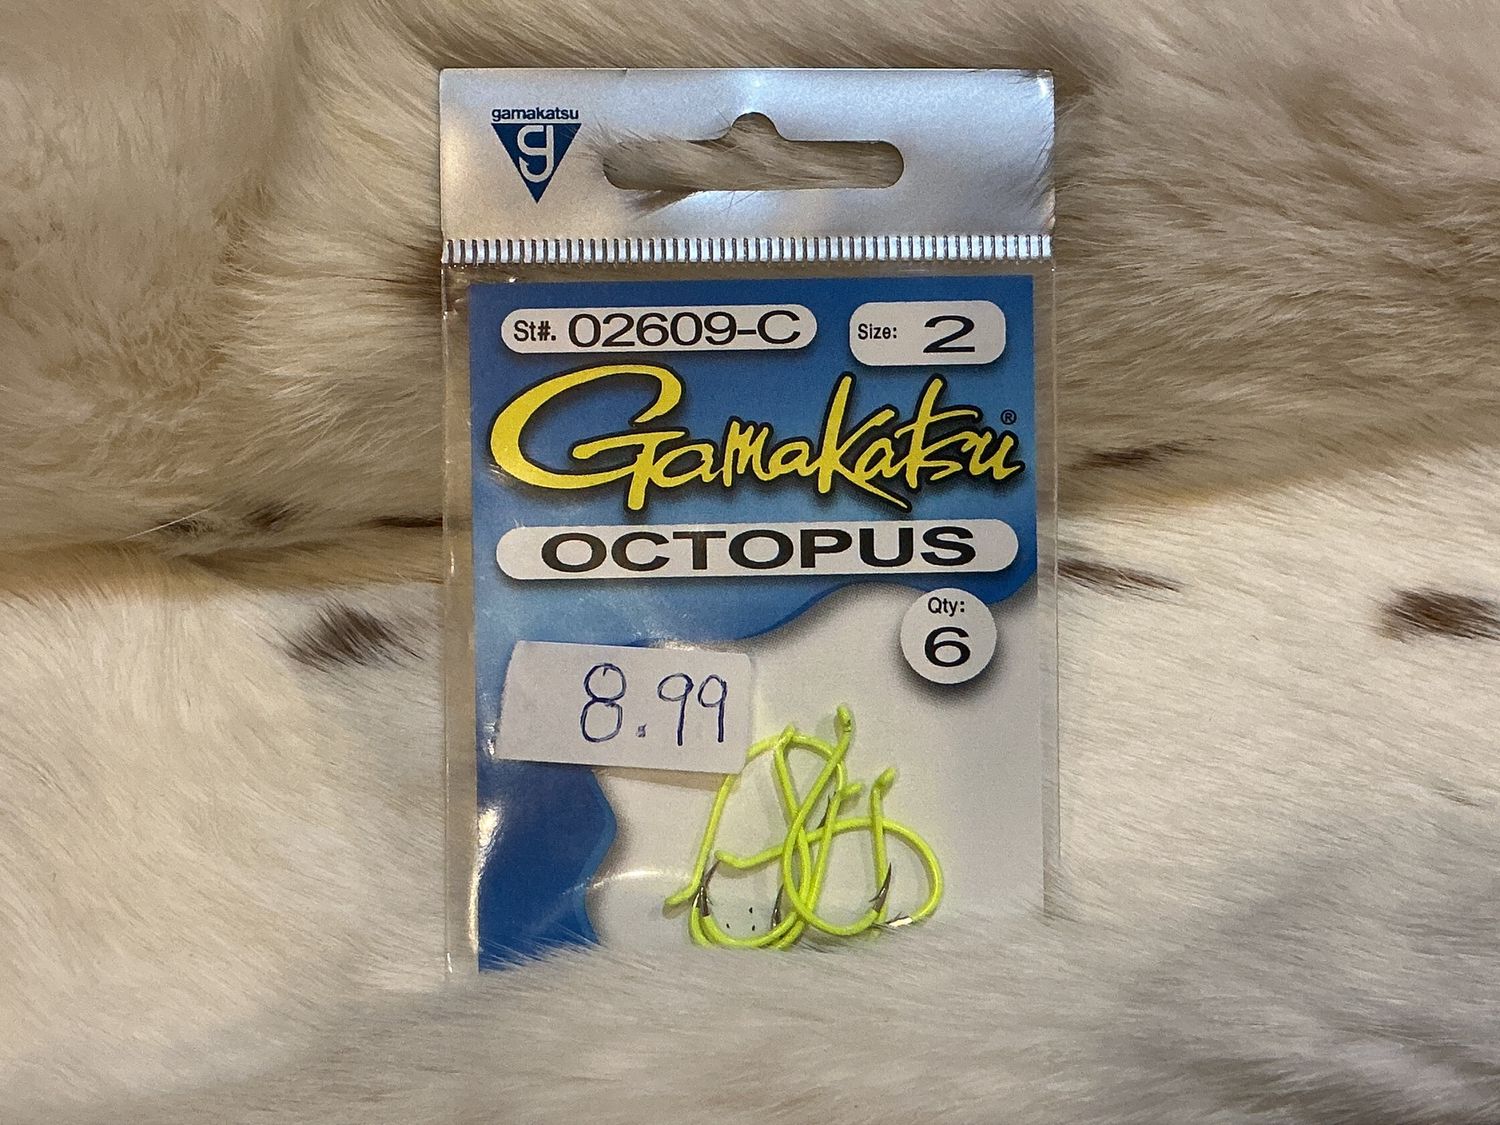 gamakatsu
g
St#. 02609-C
Size: 2
Gamakatsu®
OCTOPUS
Qty:
6
8.99